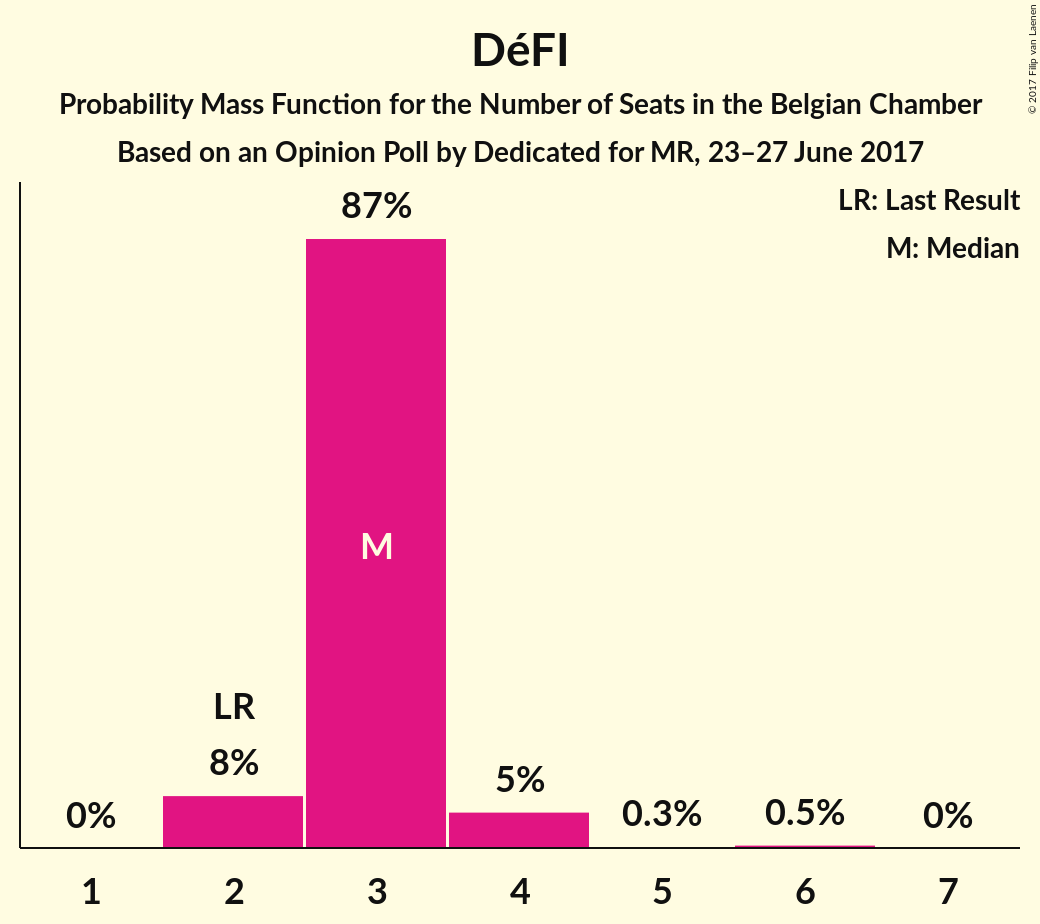 DéFI
Probability Mass Function for the Number of Seats in the Belgian Chamber
Based on an Opinion Poll by Dedicated for MR, 23–27 June 2017
© 2017 Filip van Laenen
LR: Last Result
M: Median
87%
M
LR
8%
0%
5%
0.3%
0.5%
0%
1 2 3 4 5 6 7